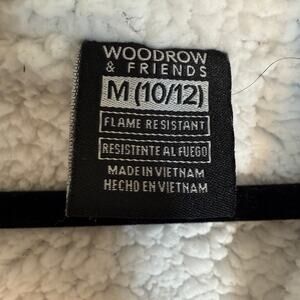 WOODROW
& FRIENDS
M (10/12)
FLAME RESISTANT
RESISTENTE AL FUEGO
MADE IN VIETNAM
HECHO EN VIETNAM